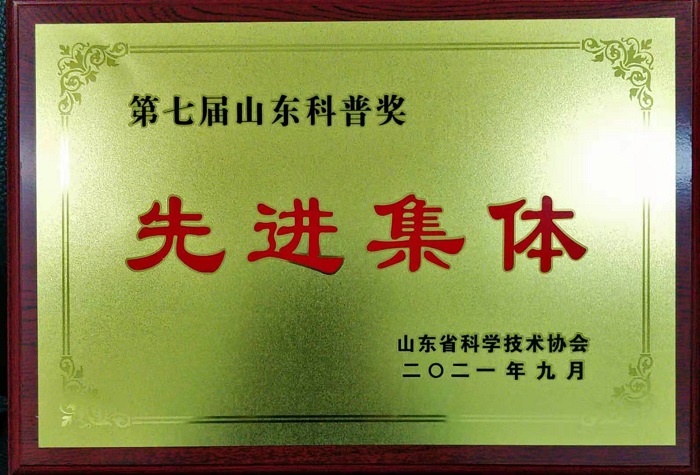 第七届山东科普奖
先进集体
山东省科学技术协会
二〇二一年九月